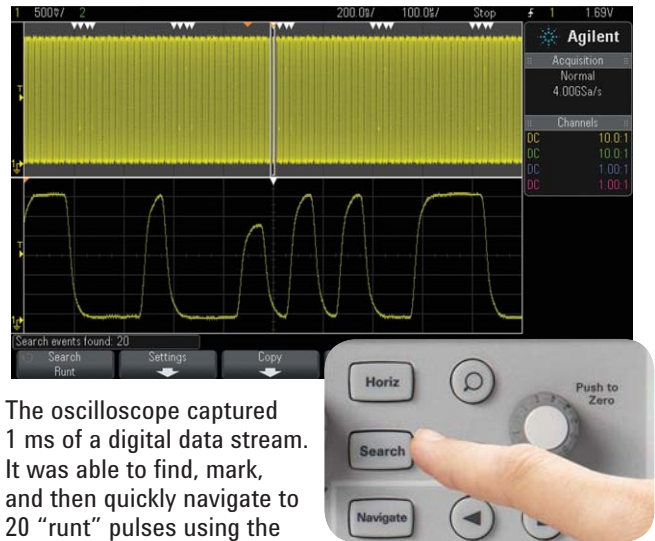 1 500♉/ 2 200.0♉/ 100.0♉/ Stop 1 1.69V
Agilent
Acquisition
Normal
4.00GSa/s
Channels
DC 10.0:1
DC 10.0:1
DC 1.00:1
DC 1.00:1
T
T
Search events found: 20
Search
Runt
Settings
Copy
Horiz
Push to
Zero
Search
Navigate
The oscilloscope captured
1 ms of a digital data stream.
It was able to find, mark,
and then quickly navigate to
20 “runt” pulses using the